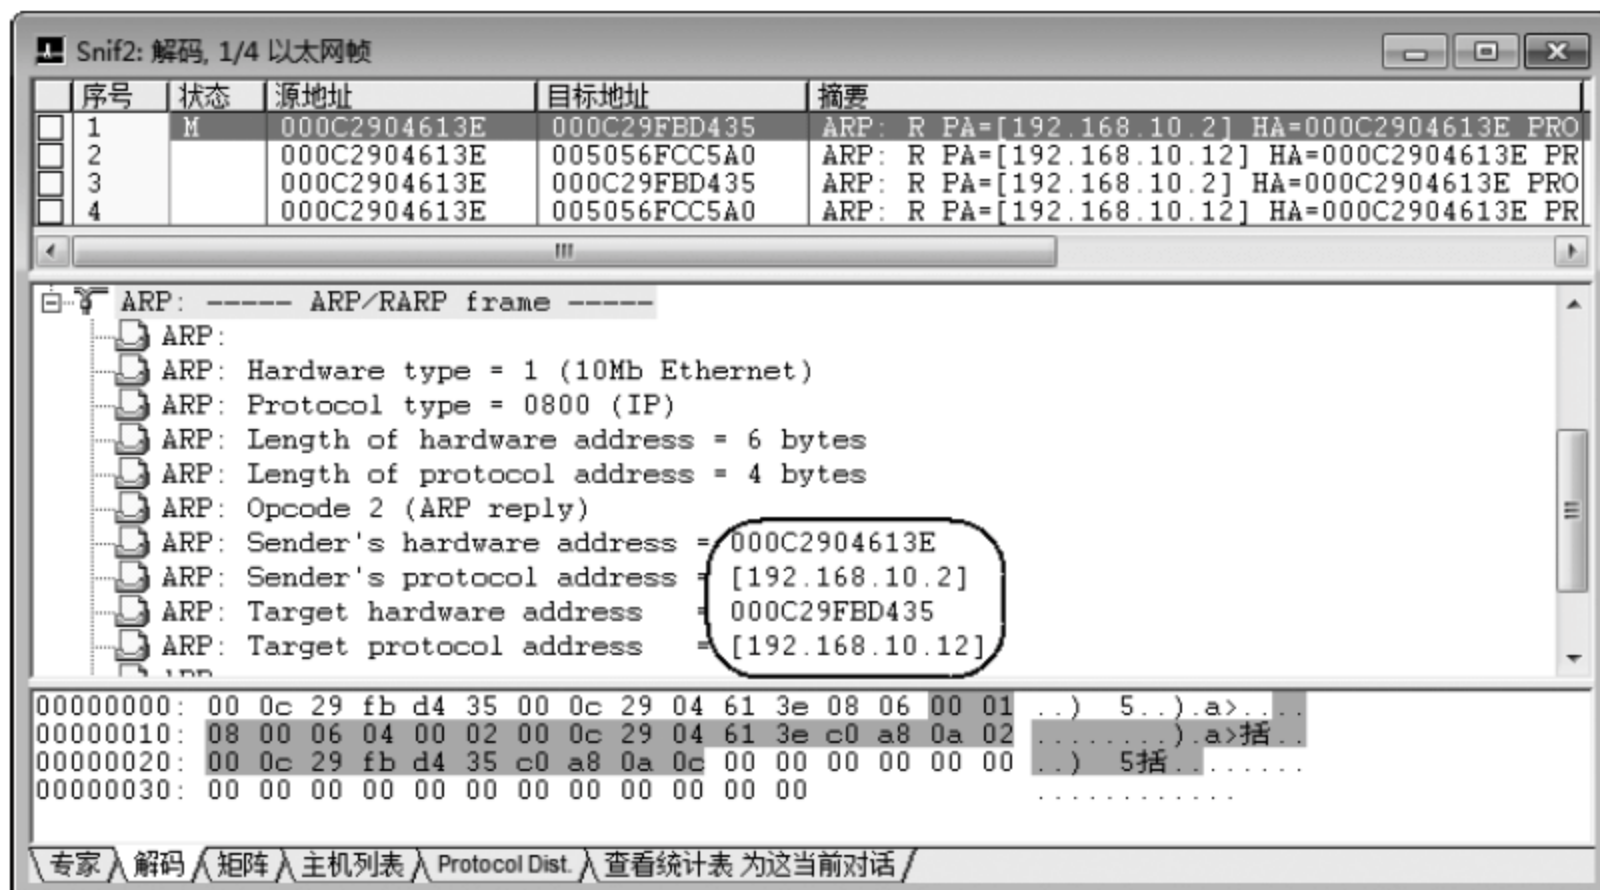 Snif2: 解码, 1/4 以太网帧
序号 状态 源地址 目标地址 摘要
1 M 000C2904613E 000C29FBD435 ARP: R PA=[192.168.10.2] HA=000C2904613E PRO
2 000C2904613E 005056FCC5A0 ARP: R PA=[192.168.10.12] HA=000C2904613E PR
3 000C2904613E 000C29FBD435 ARP: R PA=[192.168.10.2] HA=000C2904613E PRO
4 000C2904613E 005056FCC5A0 ARP: R PA=[192.168.10.12] HA=000C2904613E PR
ARP: ----- ARP/RARP frame -----
ARP:
ARP: Hardware type = 1 (10Mb Ethernet)
ARP: Protocol type = 0800 (IP)
ARP: Length of hardware address = 6 bytes
ARP: Length of protocol address = 4 bytes
ARP: Opcode 2 (ARP reply)
ARP: Sender's hardware address = 000C2904613E
ARP: Sender's protocol address = [192.168.10.2]
ARP: Target hardware address = 000C29FBD435
ARP: Target protocol address = [192.168.10.12]
00000000: 00 0c 29 fb d4 35 00 0c 29 04 61 3e 08 06 00 01 ..) 5..).a>....
00000010: 08 00 06 04 00 02 00 0c 29 04 61 3e c0 a8 0a 02 ........).a>括..
00000020: 00 0c 29 fb d4 35 c0 a8 0a 0c 00 00 00 00 00 00 ..) 5括........
00000030: 00 00 00 00 00 00 00 00 00 00 00 00 ............
专家 解码 矩阵 主机列表 Protocol Dist. 查看统计表 为这当前对话